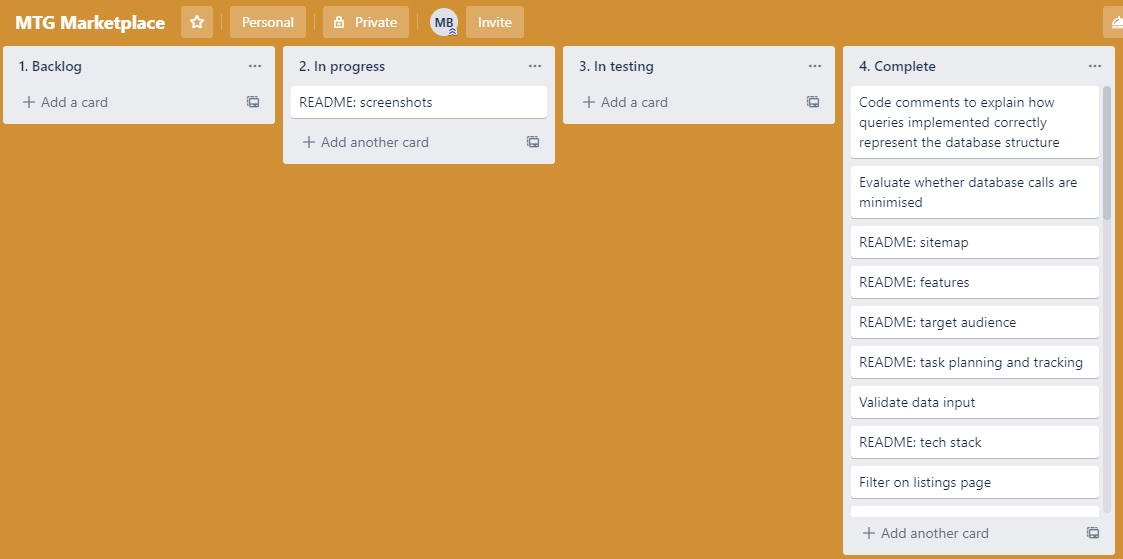 MTG Marketplace
Personal
Private
MB
Invite
1. Backlog
Add a card
2. In progress
README: screenshots
Add another card
3. In testing
Add a card
4. Complete
Code comments to explain how
queries implemented correctly
represent the database structure
Evaluate whether database calls are
minimised
README: sitemap
README: features
README: target audience
README: task planning and tracking
Validate data input
README: tech stack
Filter on listings page
Add another card